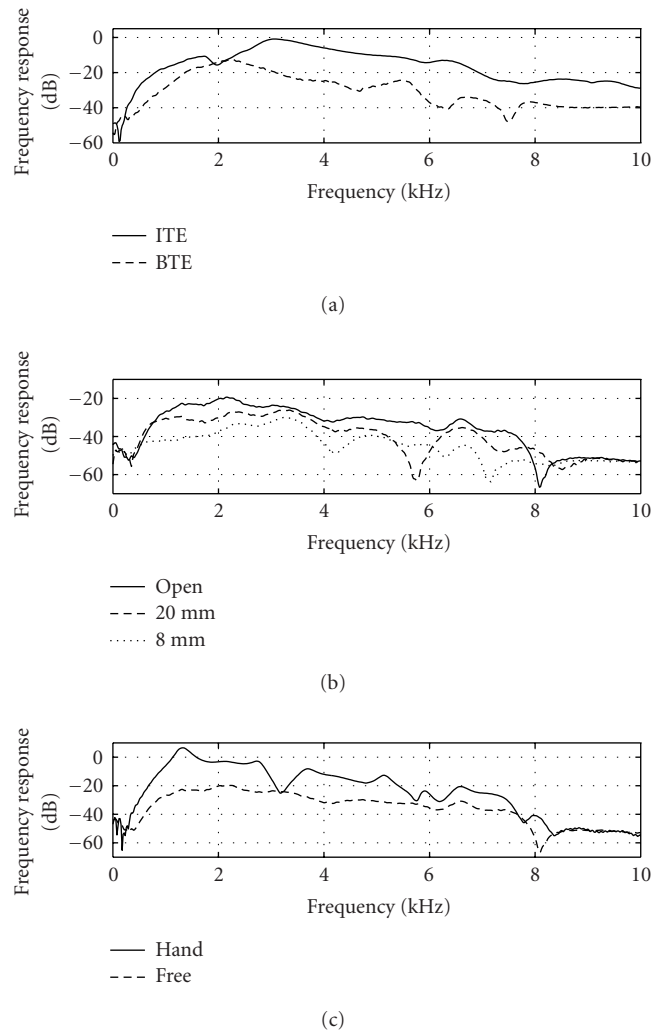 Frequency response
(dB)
0
−20
−40
−60
0 2 4 6 8 10
Frequency (kHz)
ITE
BTE
(a)
Frequency response
(dB)
−20
−40
−60
0 2 4 6 8 10
Frequency (kHz)
Open
20 mm
8 mm
(b)
Frequency response
(dB)
0
−20
−40
−60
0 2 4 6 8 10
Frequency (kHz)
Hand
Free
(c)